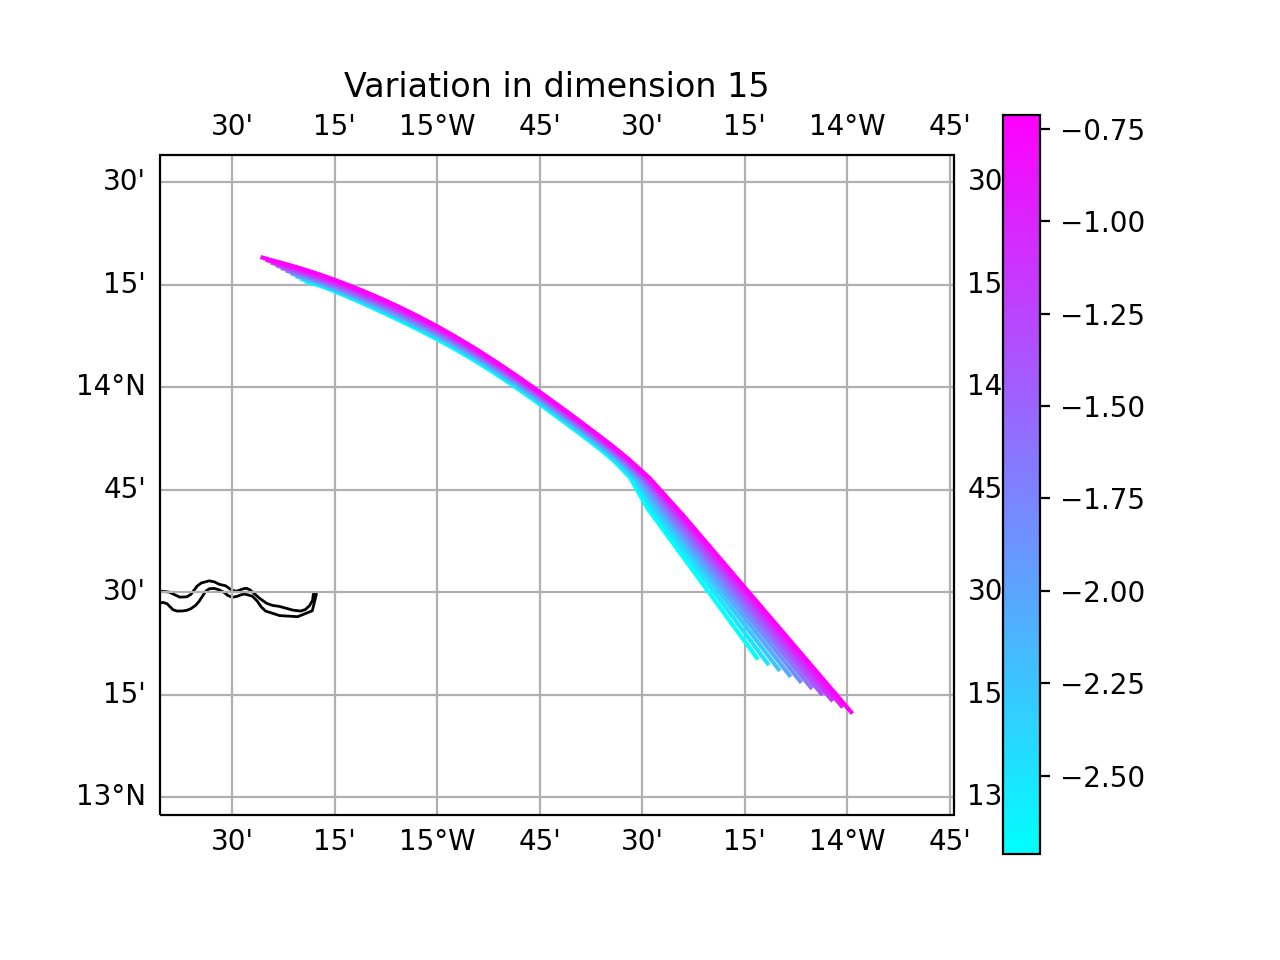 Variation in dimension 15
30' 15' 15°W 45' 30' 15' 14°W 45'
−0.75
30' 30
−1.00
15' 15
−1.25
14°N 14
−1.50
45' 45
−1.75
30' 30
−2.00
15' 15
−2.25
−2.50
13°N 13
30' 15' 15°W 45' 30' 15' 14°W 45'